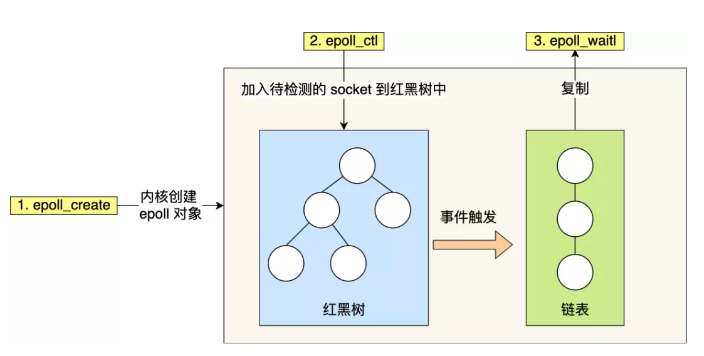 2. epoll_ctl
3. epoll_waitl
加入待检测的 socket 到红黑树中
复制
1. epoll_create
内核创建
epoll 对象
事件触发
红黑树
链表